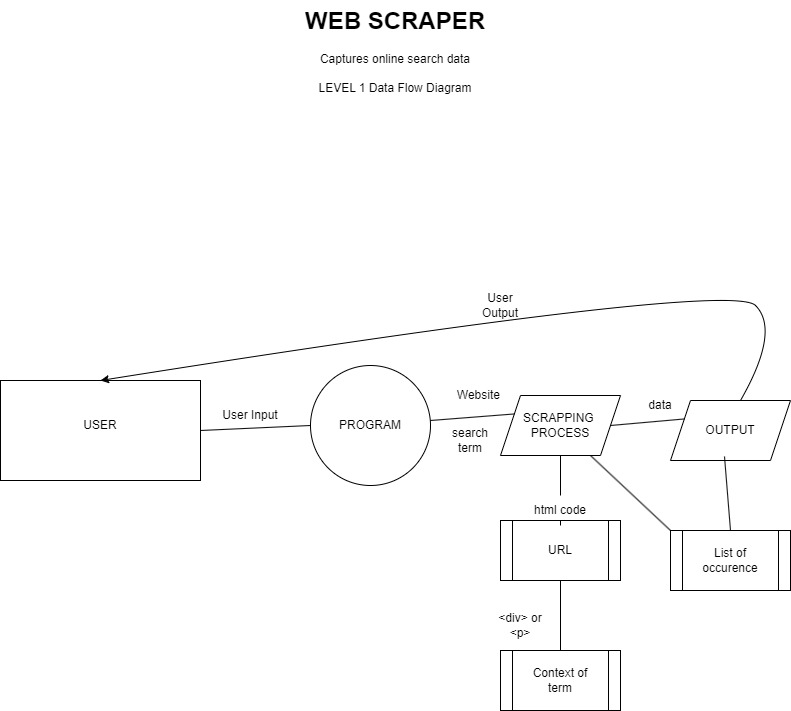 WEB SCRAPER
Captures online search data
LEVEL 1 Data Flow Diagram
User
Output
USER
User Input
PROGRAM
Website
search
term
SCRAPPING
PROCESS
data
OUTPUT
html code
URL
List of
occurence
<div> or
<p>
Context of
term